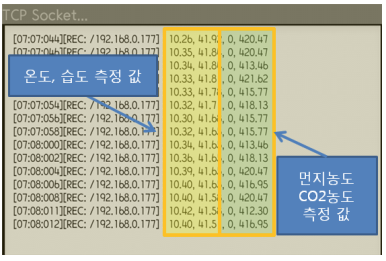 TCP Socket...
[07:07:044][REC: /192.168.0.177] 10.26, 41.92, 0, 420.47
[07:07:046][REC: /192.168.0.177] 10.35, 41.86, 0, 420.47
10.34, 41.8 , 0, 413.46
10.33, 41.8 , 0, 421.62
10.33, 41.7 , 0, 415.77
[07:07:054][REC: /192.168.0.177] 10.32, 41.7 , 0, 418.13
[07:07:056][REC: /192.168.0.177] 10.30, 41.6 , 0, 415.77
[07:07:058][REC: /192.168.0.177] 10.32, 41.6 , 0, 415.77
[07:08:000][REC: /192.168.0.177] 10.34, 41.6 , 0, 413.46
[07:08:002][REC: /192.168.0.177] 10.36, 41.6 , 0, 418.13
[07:08:004][REC: /192.168.0.177] 10.39, 41.6 , 0, 420.47
[07:08:006][REC: /192.168.0.177] 10.40, 41.6 , 0, 416.95
[07:08:008][REC: /192.168.0.177] 10.40, 41.58, 0, 420.47
[07:08:011][REC: /192.168.0.177] 10.42, 41.58, 0, 412.30
[07:08:012][REC: /192.168.0.177] 10.40, 41.5 , 0, 416.95
온도, 습도 측정 값
먼지농도
CO2농도
측정 값